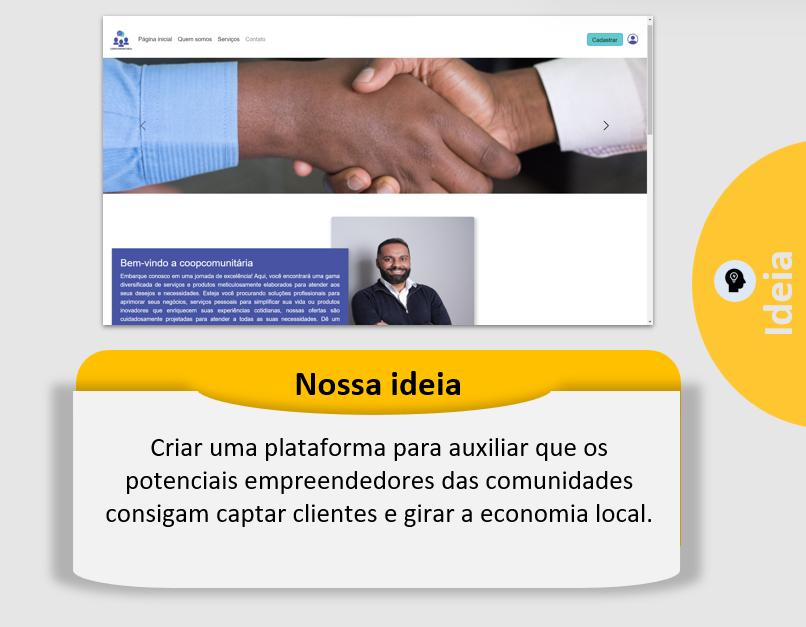 Página inicial Quem somos Serviços Contato
Cadastrar
Bem-vindo a coopcomunitária
Embarque conosco em uma jornada de excelência! Aqui, você encontrará uma gama
diversificada de serviços e produtos meticulosamente elaborados para atender aos
seus desejos e necessidades. Esteja você procurando soluções profissionais para
aprimorar seus negócios, serviços pessoais para simplificar sua vida ou produtos
inovadores que enriquecem suas experiências cotidianas, nossas ofertas são
cuidadosamente projetadas para atender a todas as suas necessidades. Dê um
Ideia
Nossa ideia
Criar uma plataforma para auxiliar que os
potenciais empreendedores das comunidades
consigam captar clientes e girar a economia local.